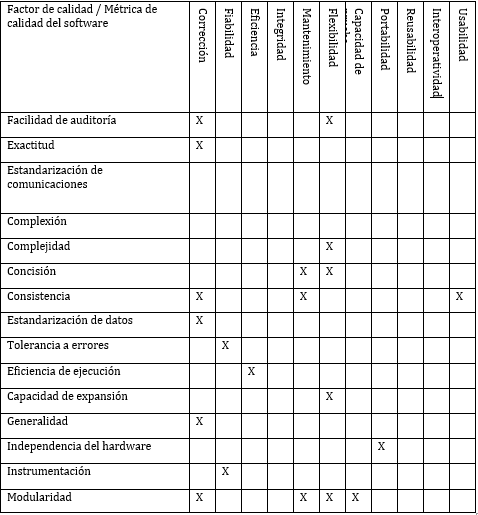 Factor de calidad / Métrica de
calidad del software
Corrección
Fiabilidad
Eficiencia
Integridad
Mantenimiento
Flexibilidad
Capacidad de
Portabilidad
Reusabilidad
Interoperatividad
Usabilidad
Facilidad de auditoría X X
Exactitud X
Estandarización de
comunicaciones
Complexión
Complejidad X
Concisión X X
Consistencia X X X
Estandarización de datos X
Tolerancia a errores X
Eficiencia de ejecución X
Capacidad de expansión X
Generalidad X
Independencia del hardware X
Instrumentación X
Modularidad X X X X